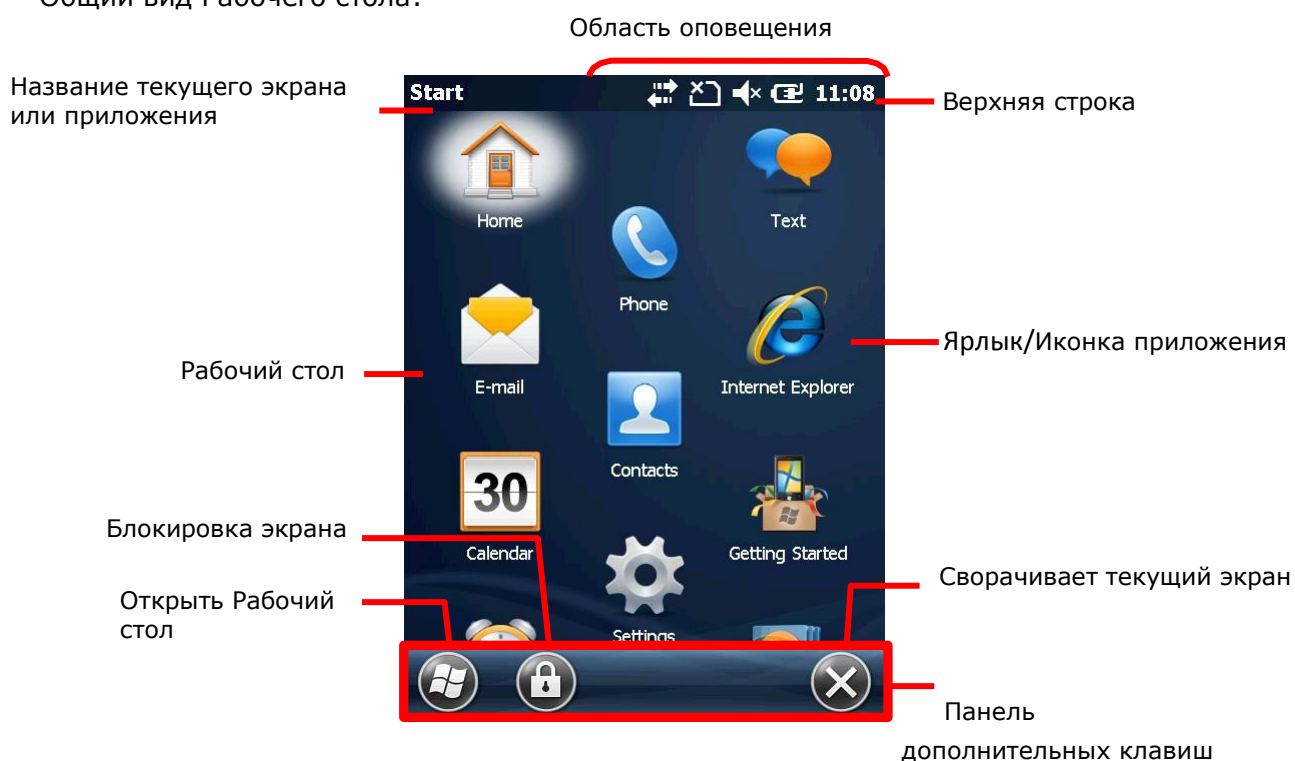 Общий вид Рабочего стола:
Область оповещения
Название текущего экрана
или приложения
Start
11:08
Верхняя строка
Home
Text
Phone
Ярлык/Иконка приложения
Рабочий стол
E-mail
Internet Explorer
Contacts
30
Блокировка экрана
Calendar
Getting Started
Сворачивает текущий экран
Открыть Рабочий
стол
Settings
Панель
дополнительных клавиш